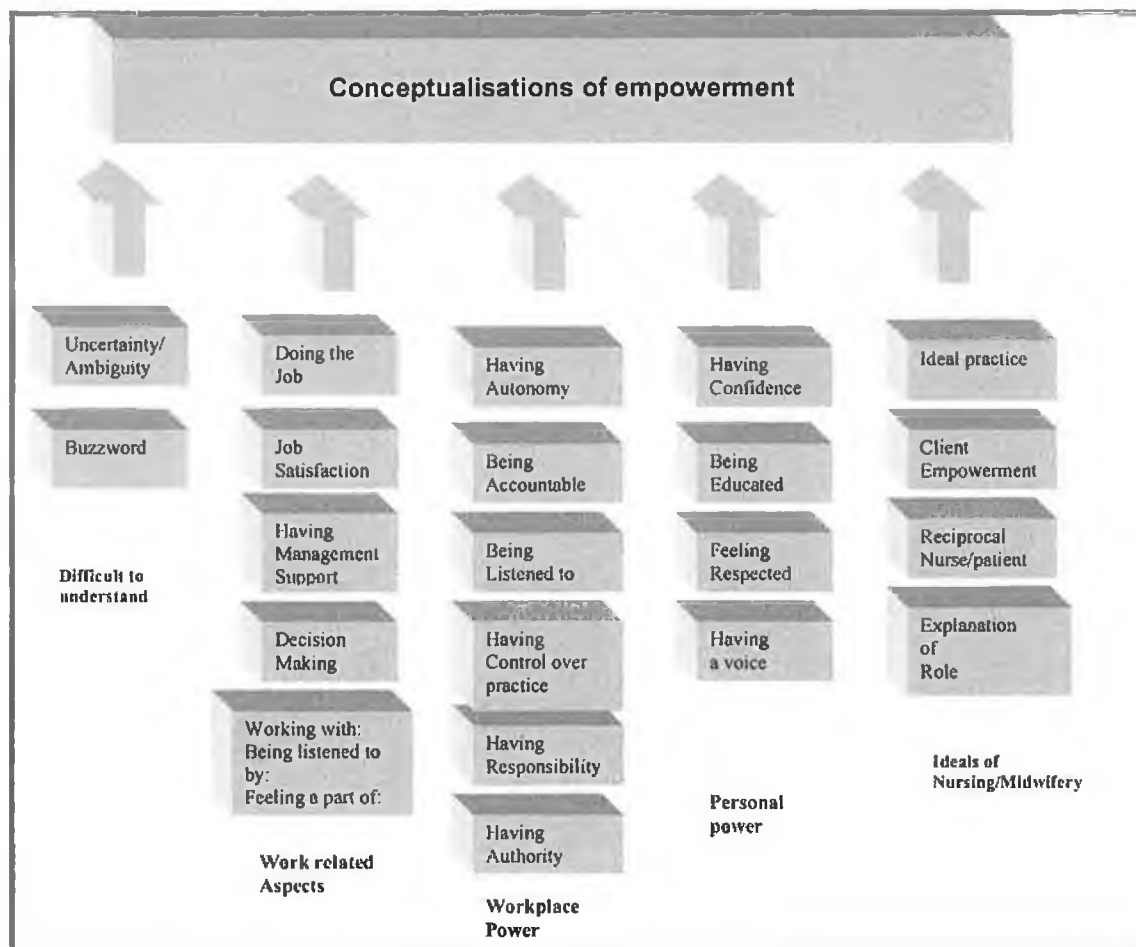 Conceptualisations of empowerment
Uncertainty/
Ambiguity
Buzzword
Difficult to
understand
Doing the
Job
Job
Satisfaction
Having
Management
Support
Decision
Making
Working with:
Being listened to
by:
Feeling a part of:
Work related
Aspects
Having
Autonomy
Being
Accountable
Being
Listened to
Having
Control over
practice
Having
Responsibility
Having
Authority
Workplace
Power
Having
Confidence
Being
Educated
Feeling
Respected
Having
a voice
Personal
power
Ideal practice
Client
Empowerment
Reciprocal
Nurse/patient
Explanation
of
Role
Ideals of
Nursing/Midwifery